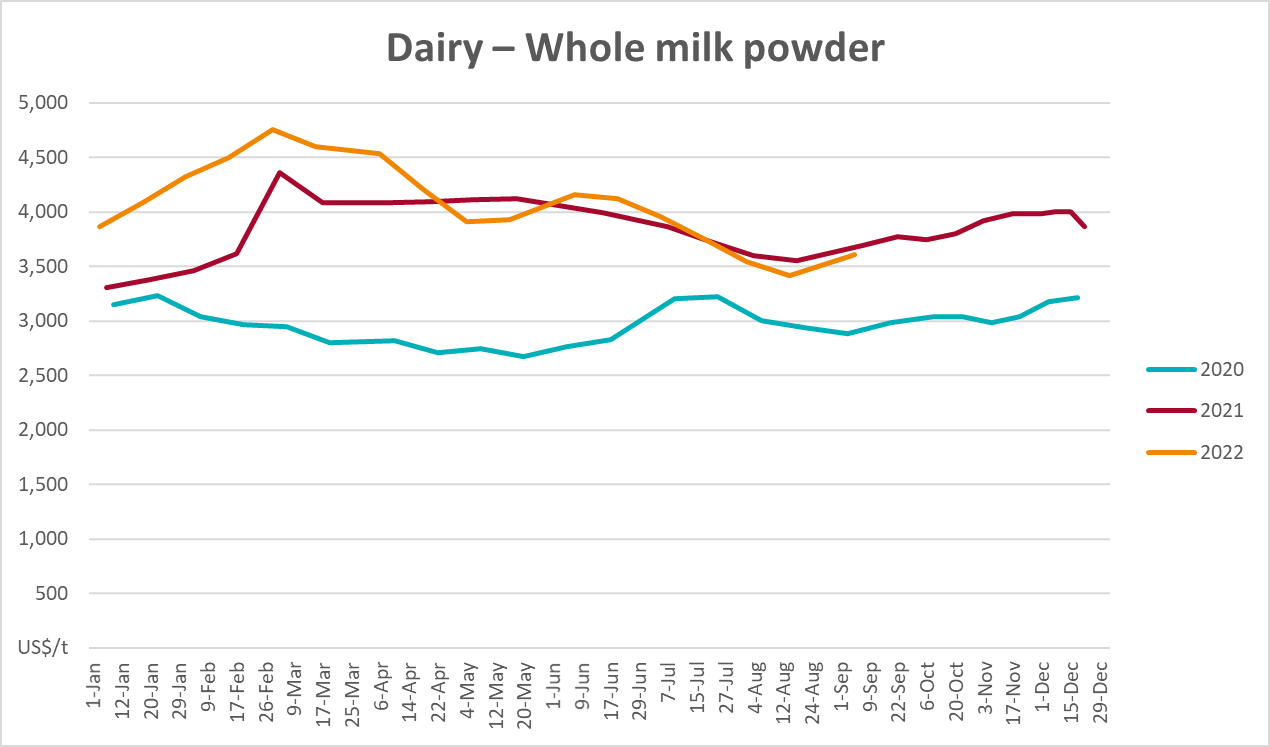 Dairy – Whole milk powder
5,000
4,500
4,000
3,500
3,000
2,500
2,000
1,500
1,000
500
US$/t
1-Jan
12-Jan
20-Jan
29-Jan
9-Feb
17-Feb
26-Feb
9-Mar
17-Mar
25-Mar
6-Apr
14-Apr
22-Apr
4-May
12-May
20-May
1-Jun
9-Jun
17-Jun
29-Jun
7-Jul
15-Jul
27-Jul
4-Aug
12-Aug
24-Aug
1-Sep
9-Sep
22-Sep
6-Oct
20-Oct
3-Nov
17-Nov
1-Dec
15-Dec
29-Dec
2020
2021
2022